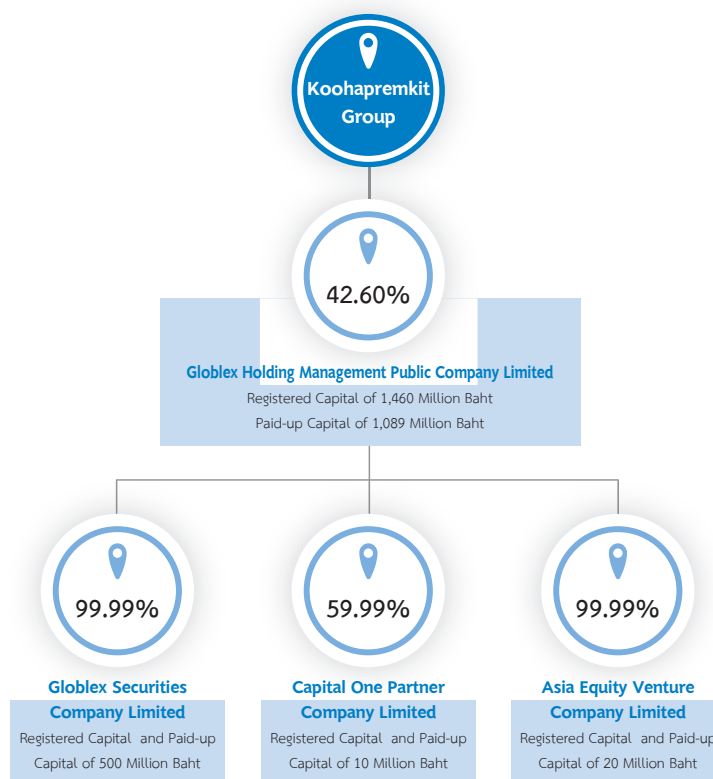 Koohapremkit
Group
42.60%
Globlex Holding Management Public Company Limited
Registered Capital of 1,460 Million Baht
Paid-up Capital of 1,089 Million Baht
99.99%
Globlex Securities
Company Limited
Registered Capital and Paid-up
Capital of 500 Million Baht
59.99%
Capital One Partner
Company Limited
Registered Capital and Paid-up
Capital of 10 Million Baht
99.99%
Asia Equity Venture
Company Limited
Registered Capital and Paid-up
Capital of 20 Million Baht